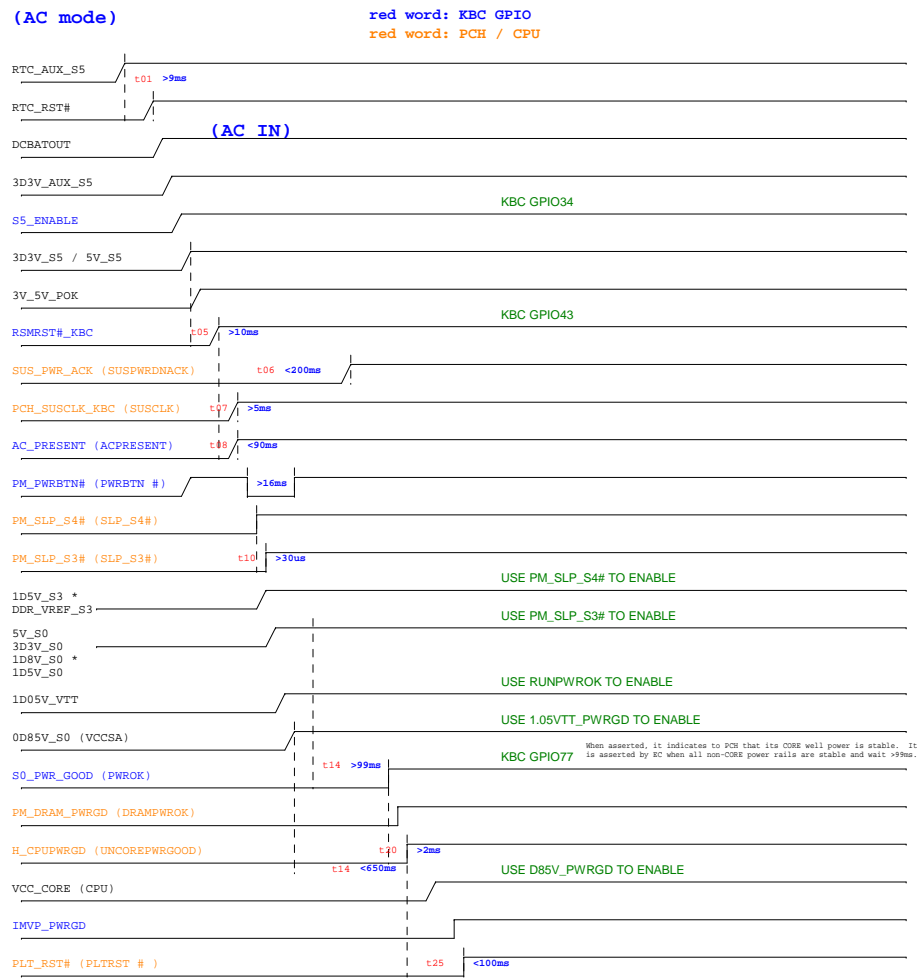 (AC mode)
red word: KBC GPIO
red word: PCH / CPU
RTC_AUX_S5
t01 >9ms
RTC_RST#
(AC IN)
DCBATOUT
3D3V_AUX_S5
KBC GPIO34
S5_ENABLE
3D3V_S5 / 5V_S5
3V_5V_POK
KBC GPIO43
RSMRST#_KBC
t05 >10ms
SUS_PWR_ACK (SUSPWRDNACK)
t06 <200ms
PCH_SUSCLK_KBC (SUSCLK)
t07 >5ms
AC_PRESENT (ACPRESENT)
t08 <90ms
PM_PWRBTN# (PWRBTN #)
>16ms
PM_SLP_S4# (SLP_S4#)
PM_SLP_S3# (SLP_S3#)
t10 >30us
USE PM_SLP_S4# TO ENABLE
1D5V_S3 *
DDR_VREF_S3
USE PM_SLP_S3# TO ENABLE
5V_S0
3D3V_S0
1D8V_S0 *
1D5V_S0
USE RUNPWROK TO ENABLE
1D05V_VTT
USE 1.05VTT_PWRGD TO ENABLE
0D85V_S0 (VCCSA)
When asserted, it indicates to PCH that its CORE well power is stable. It
is asserted by EC when all non-CORE power rails are stable and wait >99ms.
KBC GPIO77
t14 >99ms
S0_PWR_GOOD (PWROK)
PM_DRAM_PWRGD (DRAMPWROK)
H_CPUPWRGD (UNCOREPWRGOOD)
t20 >2ms
t14 <650ms
USE D85V_PWRGD TO ENABLE
VCC_CORE (CPU)
IMVP_PWRGD
PLT_RST# (PLTRST # )
t25 <100ms